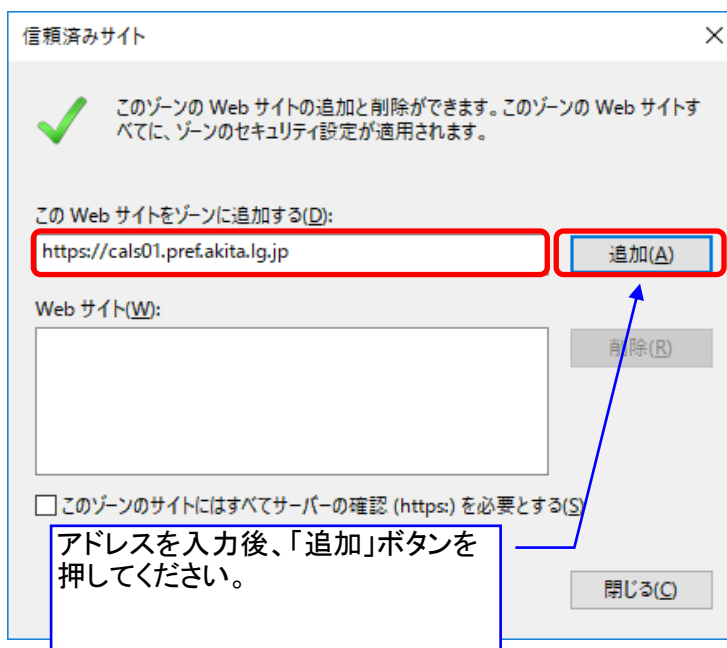 信頼済みサイト
このゾーンの Web サイトの追加と削除ができます。このゾーンの Web サイトす
べてに、ゾーンのセキュリティ設定が適用されます。
この Web サイトをゾーンに追加する(D):
https://cals01.pref.akita.lg.jp
追加(A)
Web サイト(W):
削除(R)
このゾーンのサイトにはすべてサーバーの確認 (https:) を必要とする(S)
アドレスを入力後、「追加」ボタンを
押してください。
閉じる(C)